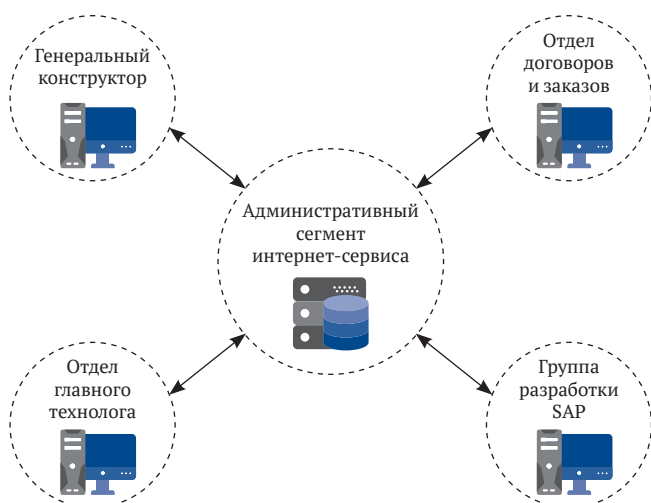 Генеральный
конструктор
Отдел
договоров
и заказов
Административный
сегмент
интернет-сервиса
Отдел
главного
технолога
Группа
разработки
SAP